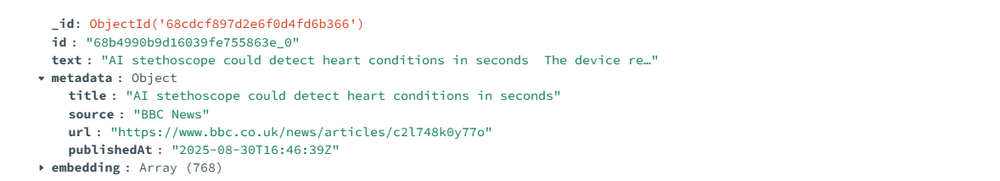 _id: ObjectId('68cdcf897d2e6f0d4fd6b366')
id : "68b4990b9d16039fe755863e_0"
text : "AI stethoscope could detect heart conditions in seconds  The device re…"
metadata : Object
title : "AI stethoscope could detect heart conditions in seconds"
source : "BBC News"
url : "https://www.bbc.co.uk/news/articles/c2l748k0y77o"
publishedAt : "2025-08-30T16:46:39Z"
embedding : Array (768)